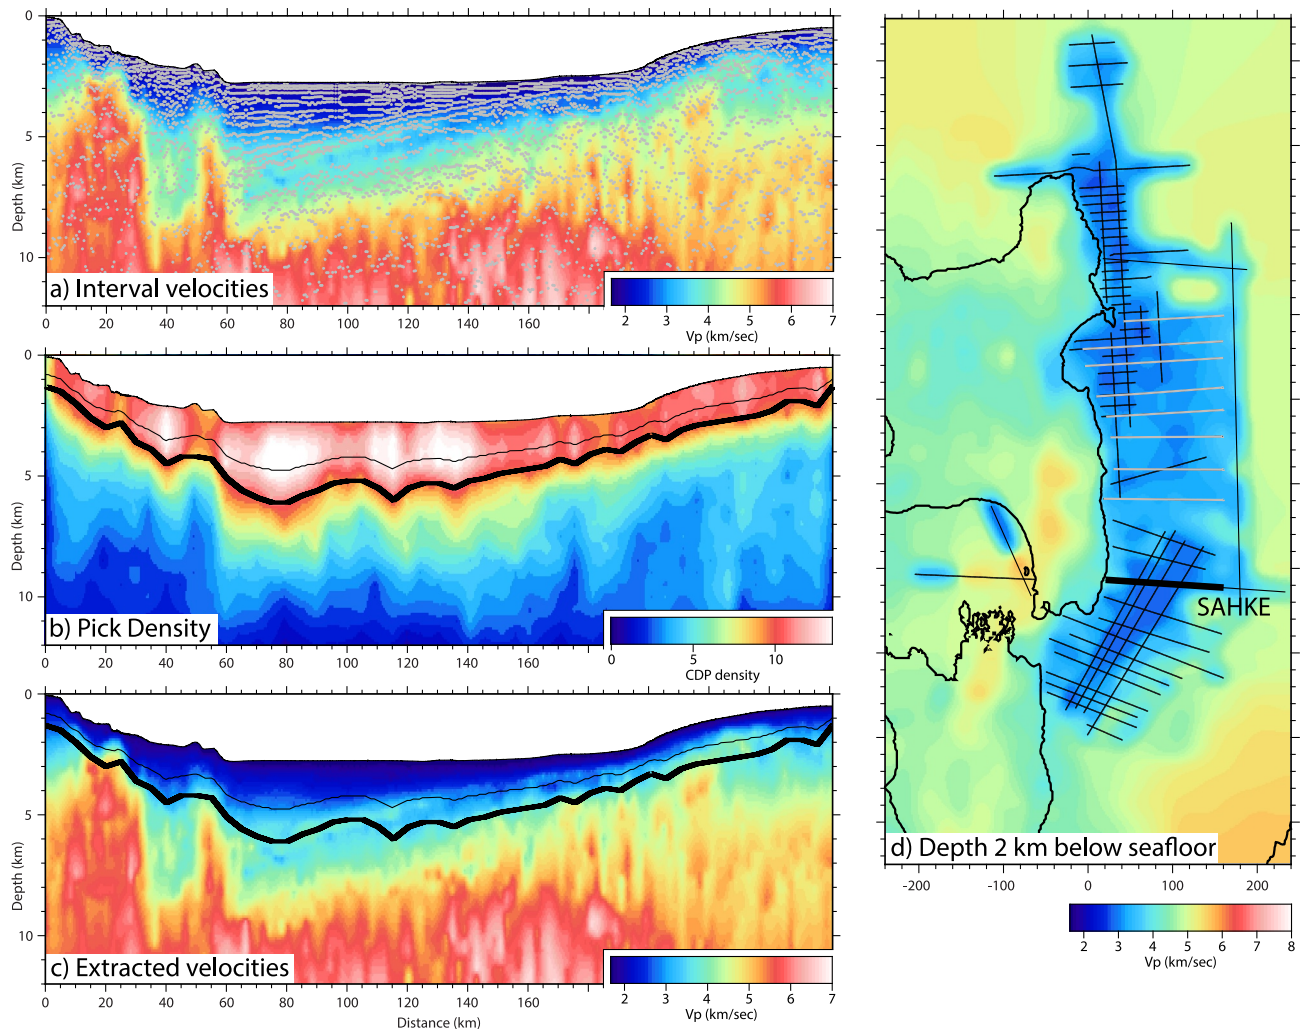 0
5
10
Depth (km)
a) Interval velocities
2 3 4 5 6 7
Vp (km/sec)
0 20 40 60 80 100 120 140 160
0
5
10
Depth (km)
b) Pick Density
0 5 10
CDP density
0 20 40 60 80 100 120 140 160
0
5
10
Depth (km)
c) Extracted velocities
2 3 4 5 6 7
Vp (km/sec)
0 20 40 60 80 100 120 140 160
Distance (km)
SAHKE
d) Depth 2 km below seafloor
-200 -100 0 100 200
2 3 4 5 6 7 8
Vp (km/sec)